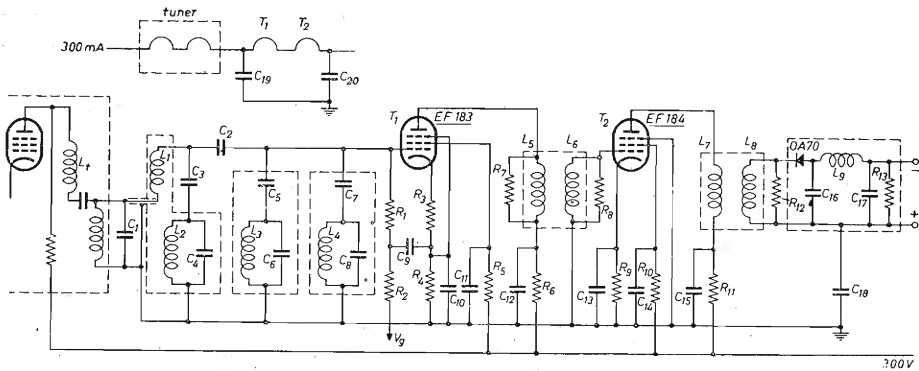 tuner
T1 T2
300 mA
C19 C20
T1 EF 183
T2 EF 184
Lt
L1
C2
C3
C5
C7
C1
L2
C4
L3
C6
L4
C8
R1
R3
C9
R2
R4
Vg
C11
C10
R5
L5 L6
R7
R8
C12
R6
C13
R9
R10
C14
L7 L8
C15
R11
OA70
R12
L9
C16
C17
R13
−
+
C18
200V